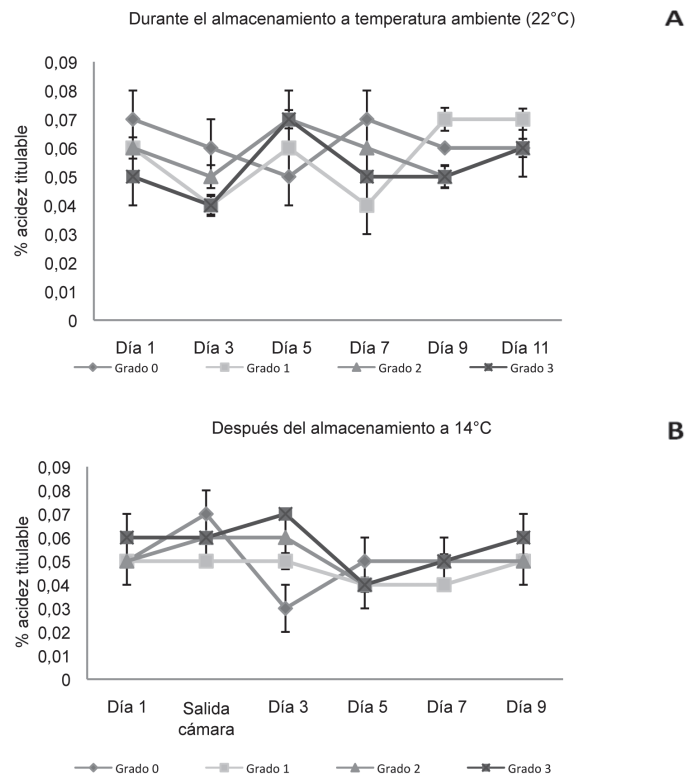 Durante el almacenamiento a temperatura ambiente (22°C)
A
% acidez titulable
0,09
0,08
0,07
0,06
0,05
0,04
0,03
0,02
0,01
0
Día 1 Día 3 Día 5 Día 7 Día 9 Día 11
Grado 0 Grado 1 Grado 2 Grado 3
Después del almacenamiento a 14°C
B
% acidez titulable
0,09
0,08
0,07
0,06
0,05
0,04
0,03
0,02
0,01
0
Día 1 Salida Día 3 Día 5 Día 7 Día 9
cámara
Grado 0 Grado 1 Grado 2 Grado 3